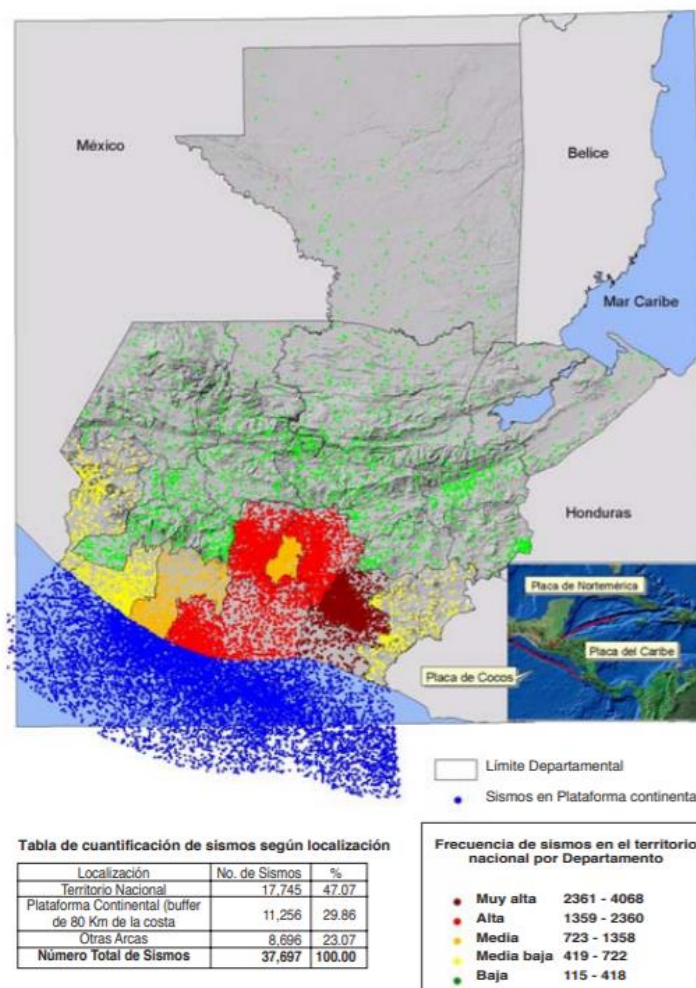 México
Belice
Mar Caribe
Honduras
Placa de Nortemérica
Placa del Caribe
Placa de Cocos
Límite Departamental
Sismos en Plataforma continenta
Tabla de cuantificación de sismos según localización
Localización No. de Sismos %
Territorio Nacional 17,745 47.07
Plataforma Continental (buffer
de 80 Km de la costa 11,256 29.86
Otras Arcas 8,696 23.07
Número Total de Sismos 37,697 100.00
Frecuencia de sismos en el territorio
nacional por Departamento
Muy alta 2361 - 4068
Alta 1359 - 2360
Media 723 - 1358
Media baja 419 - 722
Baja 115 - 418